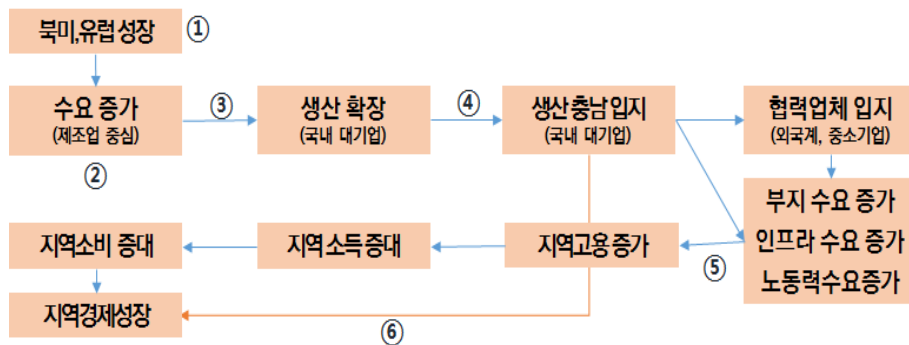 북미,유럽 성장
①
수요 증가
(제조업 중심)
②
③
생산 확장
(국내 대기업)
④
생산 충남 입지
(국내 대기업)
협력업체 입지
(외국계, 중소기업)
부지 수요 증가
인프라 수요 증가
노동력수요증가
⑤
지역고용 증가
지역 소득 증대
지역소비 증대
지역경제성장
⑥